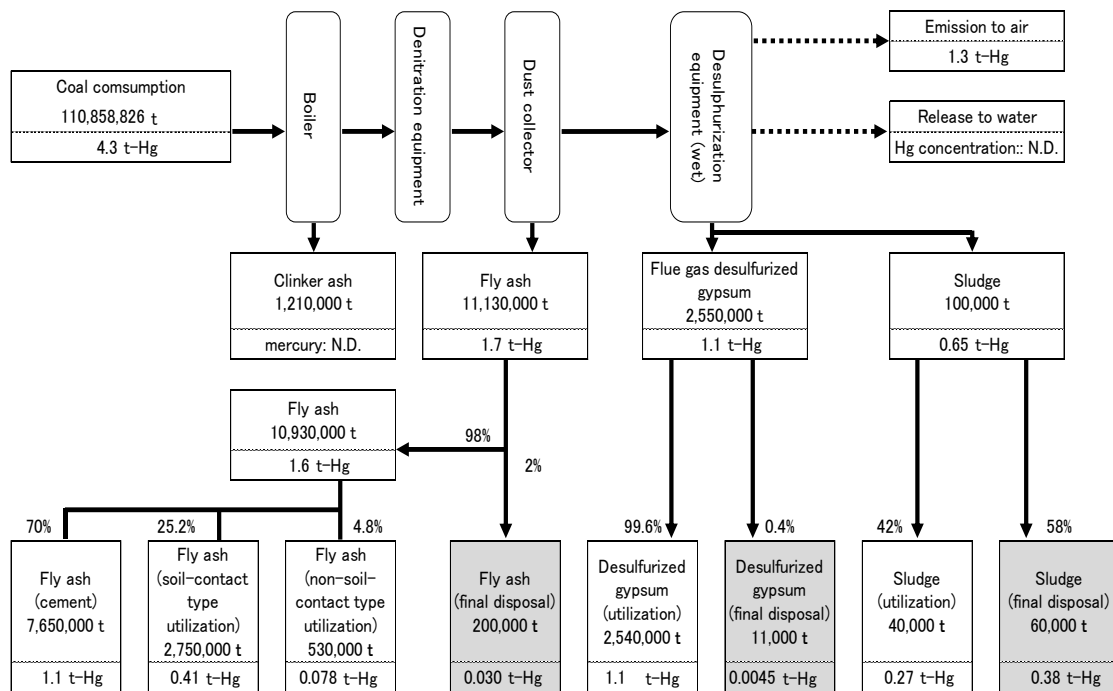 Emission to air
1.3 t-Hg
Coal comsumption
110,858,826 t
4.3 t-Hg
Boiler
Denitration equipment
Dust collector
Desulphurization
equipment (wet)
Release to water
Hg concentration:: N.D.
Clinker ash
1,210,000 t
mercury: N.D.
Fly ash
11,130,000 t
1.7 t-Hg
Flue gas desulfurized
gypsum
2,550,000 t
1.1 t-Hg
Sludge
100,000 t
0.65 t-Hg
Fly ash
10,930,000 t
1.6 t-Hg
98%
2%
70%
25.2%
4.8%
99.6%
0.4%
42%
58%
Fly ash
(cement)
7,650,000 t
1.1 t-Hg
Fly ash
(soil-contact
type
utilization)
2,750,000 t
0.41 t-Hg
Fly ash
(non-soil-
contact type
utilization)
530,000 t
0.078 t-Hg
Fly ash
(final disposal)
200,000 t
0.030 t-Hg
Desulfurized
gypsum
(utilization)
2,540,000 t
1.1 t-Hg
Desulfurized
gypsum
(final disposal)
11,000 t
0.0045 t-Hg
Sludge
(utilization)
40,000 t
0.27 t-Hg
Sludge
(final disposal)
60,000 t
0.38 t-Hg